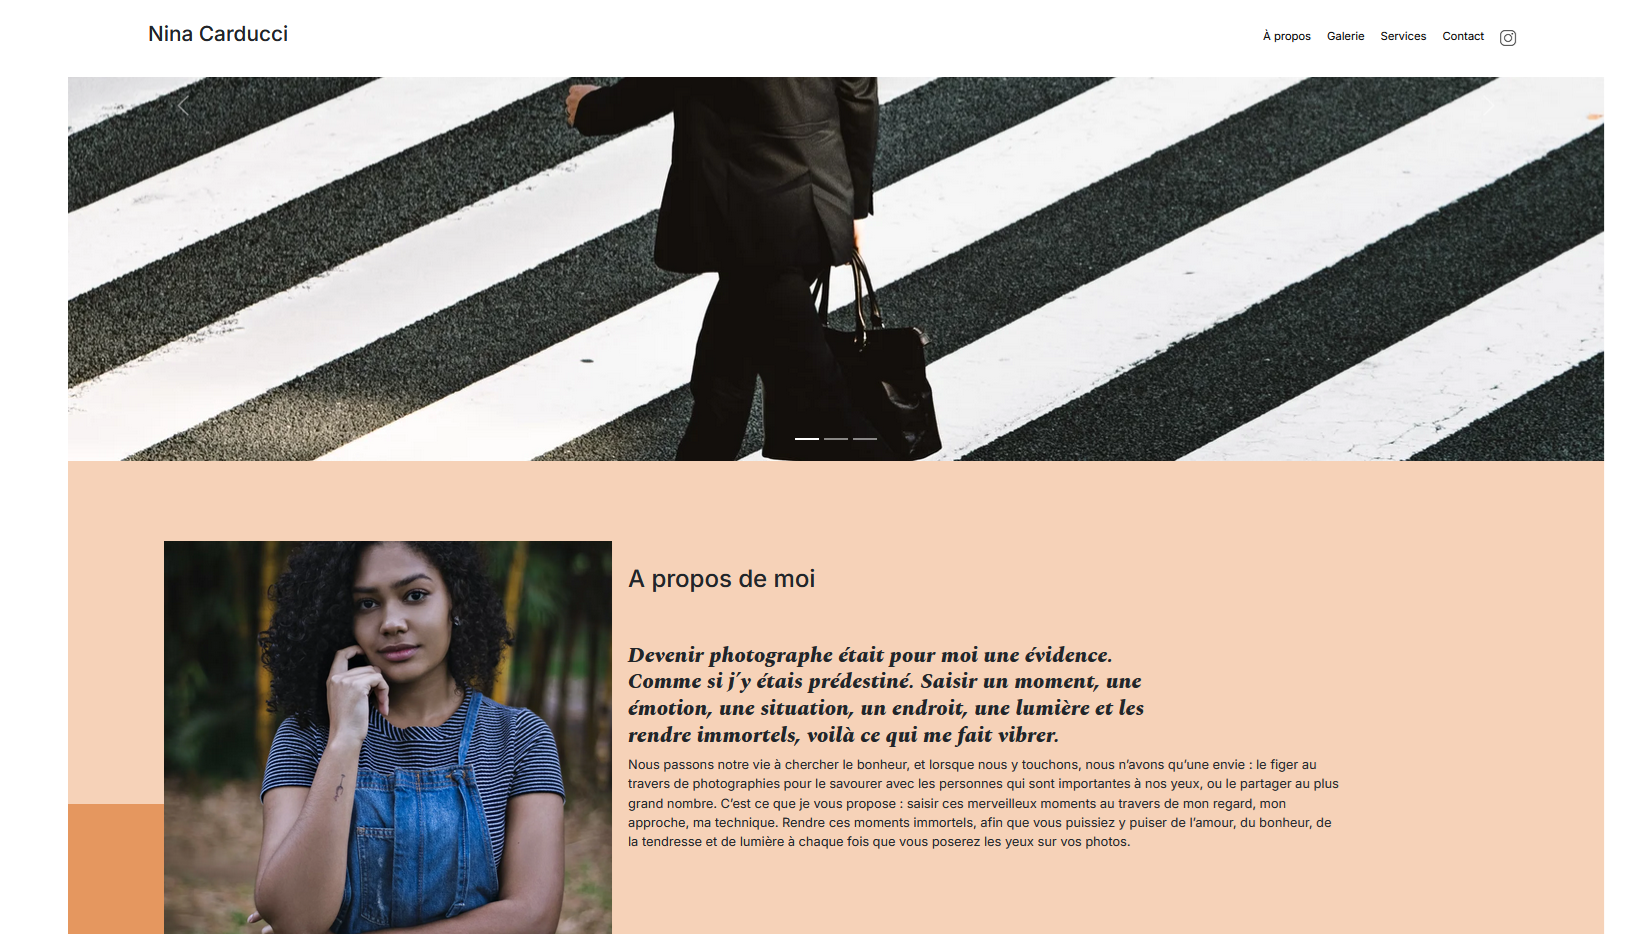 Nina Carducci
À propos Galerie Services Contact
A propos de moi
Devenir photographe était pour moi une évidence.
Comme si j’y étais prédestiné. Saisir un moment, une
émotion, une situation, un endroit, une lumière et les
rendre immortels, voilà ce qui me fait vibrer.
Nous passons notre vie à chercher le bonheur, et lorsque nous y touchons, nous n’avons qu’une envie : le figer au
travers de photographies pour le savourer avec les personnes qui sont importantes à nos yeux, ou le partager au plus
grand nombre. C’est ce que je vous propose : saisir ces merveilleux moments au travers de mon regard, mon
approche, ma technique. Rendre ces moments immortels, afin que vous puissiez y puiser de l’amour, du bonheur, de
la tendresse et de lumière à chaque fois que vous poserez les yeux sur vos photos.